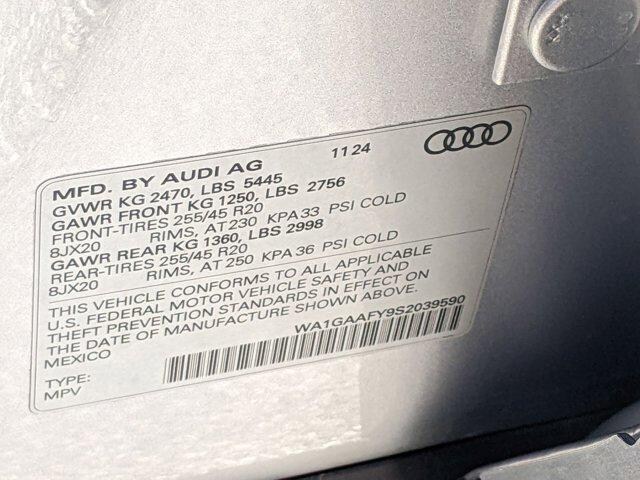 MFD. BY AUDI AG 11 24
GVWR KG 2470, LBS 5445
GAWR FRONT KG 1250, LBS 2756
FRONT-TIRES 255/45 R20
8JX20 RIMS, AT 230 KPA 33 PSI COLD
GAWR REAR KG 1360, LBS 2998
REAR-TIRES 255/45 R20
8JX20 RIMS, AT 250 KPA 36 PSI COLD
THIS VEHICLE CONFORMS TO ALL APPLICABLE
U.S. FEDERAL MOTOR VEHICLE SAFETY AND
THEFT PREVENTION STANDARDS IN EFFECT ON
THE DATE OF MANUFACTURE SHOWN ABOVE.
MEXICO WA1GAAFY9S2039590
TYPE:
MPV